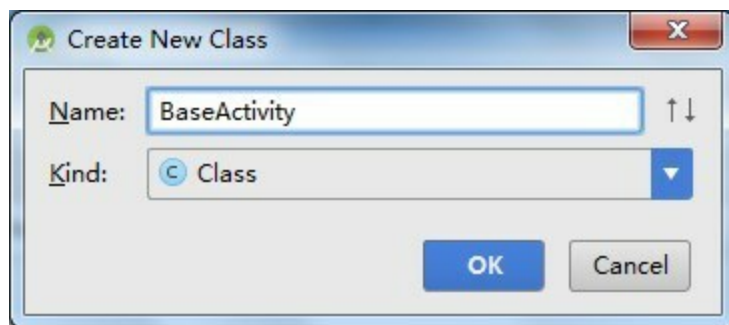 Create New Class
Name: BaseActivity
Kind: C Class
OK Cancel